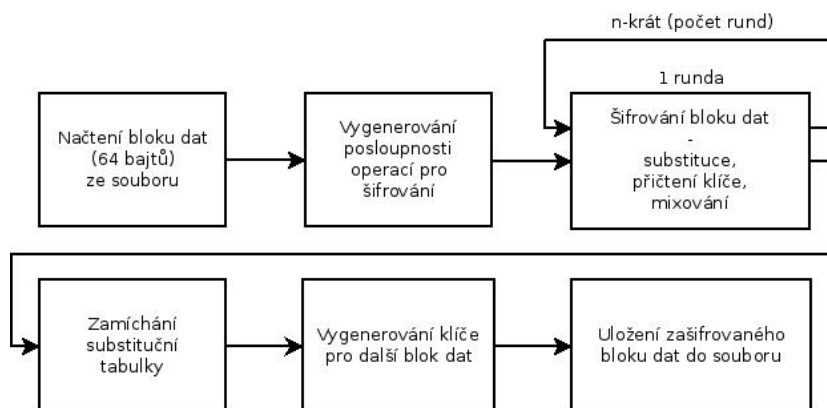 n-krát (počet rund)
1 runda
Načtení bloku dat
(64 bajtů)
ze souboru
Vygenerování
posloupnosti
operací pro
šifrování
Šifrování bloku dat
-
substituce,
přičtení klíče,
mixování
Zamíchání
substituční
tabulky
Vygenerování klíče
pro další blok dat
Uložení zašifrovaného
bloku dat do souboru